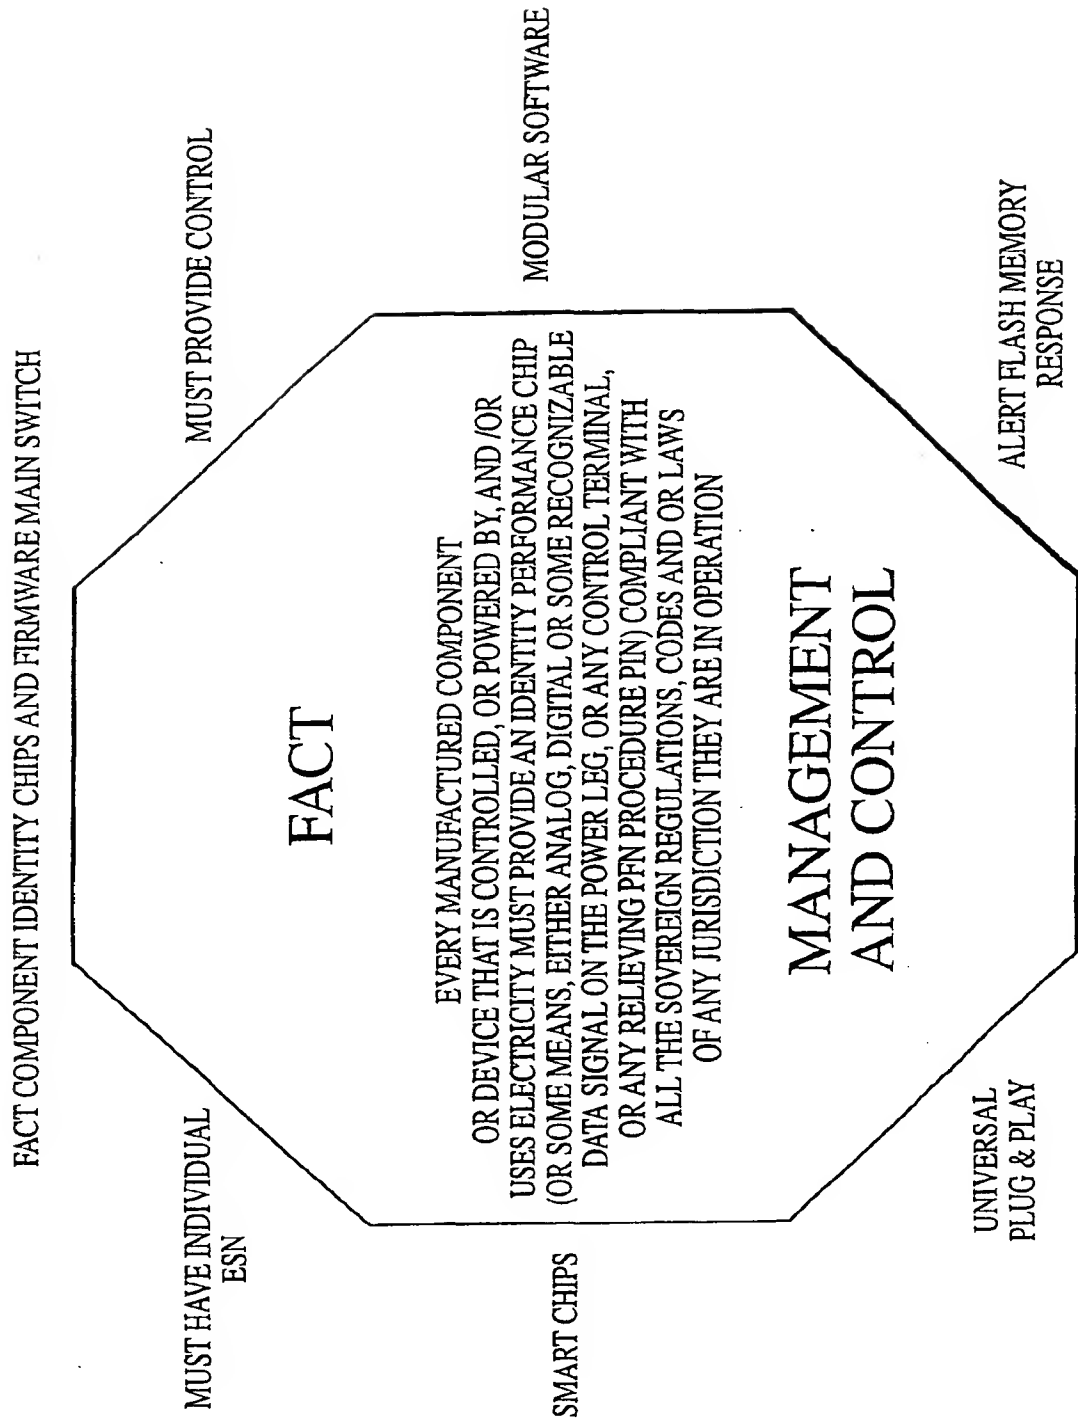 FACT COMPONENT IDENTITY CHIPS AND FIRMWARE MAIN SWITCH
MUST HAVE INDIVIDUAL
ESN
MUST PROVIDE CONTROL
FACT
EVERY MANUFACTURED COMPONENT
OR DEVICE THAT IS CONTROLLED, OR POWERED BY, AND /OR
USES ELECTRICITY MUST PROVIDE AN IDENTITY PERFORMANCE CHIP
(OR SOME MEANS, EITHER ANALOG, DIGITAL OR SOME RECOGNIZABLE
DATA SIGNAL ON THE POWER LEG, OR ANY CONTROL TERMINAL,
OR ANY RELIEVING PFN PROCEDURE PIN) COMPLIANT WITH
ALL THE SOVEREIGN REGULATIONS, CODES AND OR LAWS
OF ANY JURISDICTION THEY ARE IN OPERATION
SMART CHIPS
MODULAR SOFTWARE
MANAGEMENT
AND CONTROL
UNIVERSAL
PLUG & PLAY
ALERT FLASH MEMORY
RESPONSE